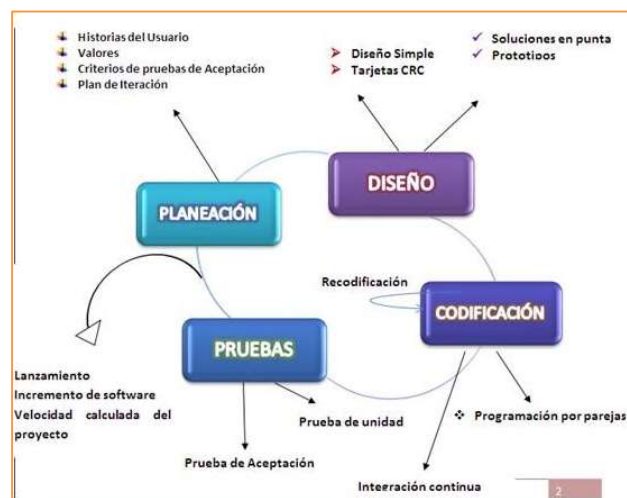 Historias del Usuario
Valores
Criterios de pruebas de Aceptación
Plan de Iteración
Diseño Simple
Tarjetas CRC
Soluciones en punta
Prototipos
PLANEACIÓN
DISEÑO
Recodificación
CODIFICACIÓN
PRUEBAS
Lanzamiento
Incremento de software
Velocidad calculada del
proyecto
Prueba de unidad
Programación por parejas
Prueba de Aceptación
Integración continua
2